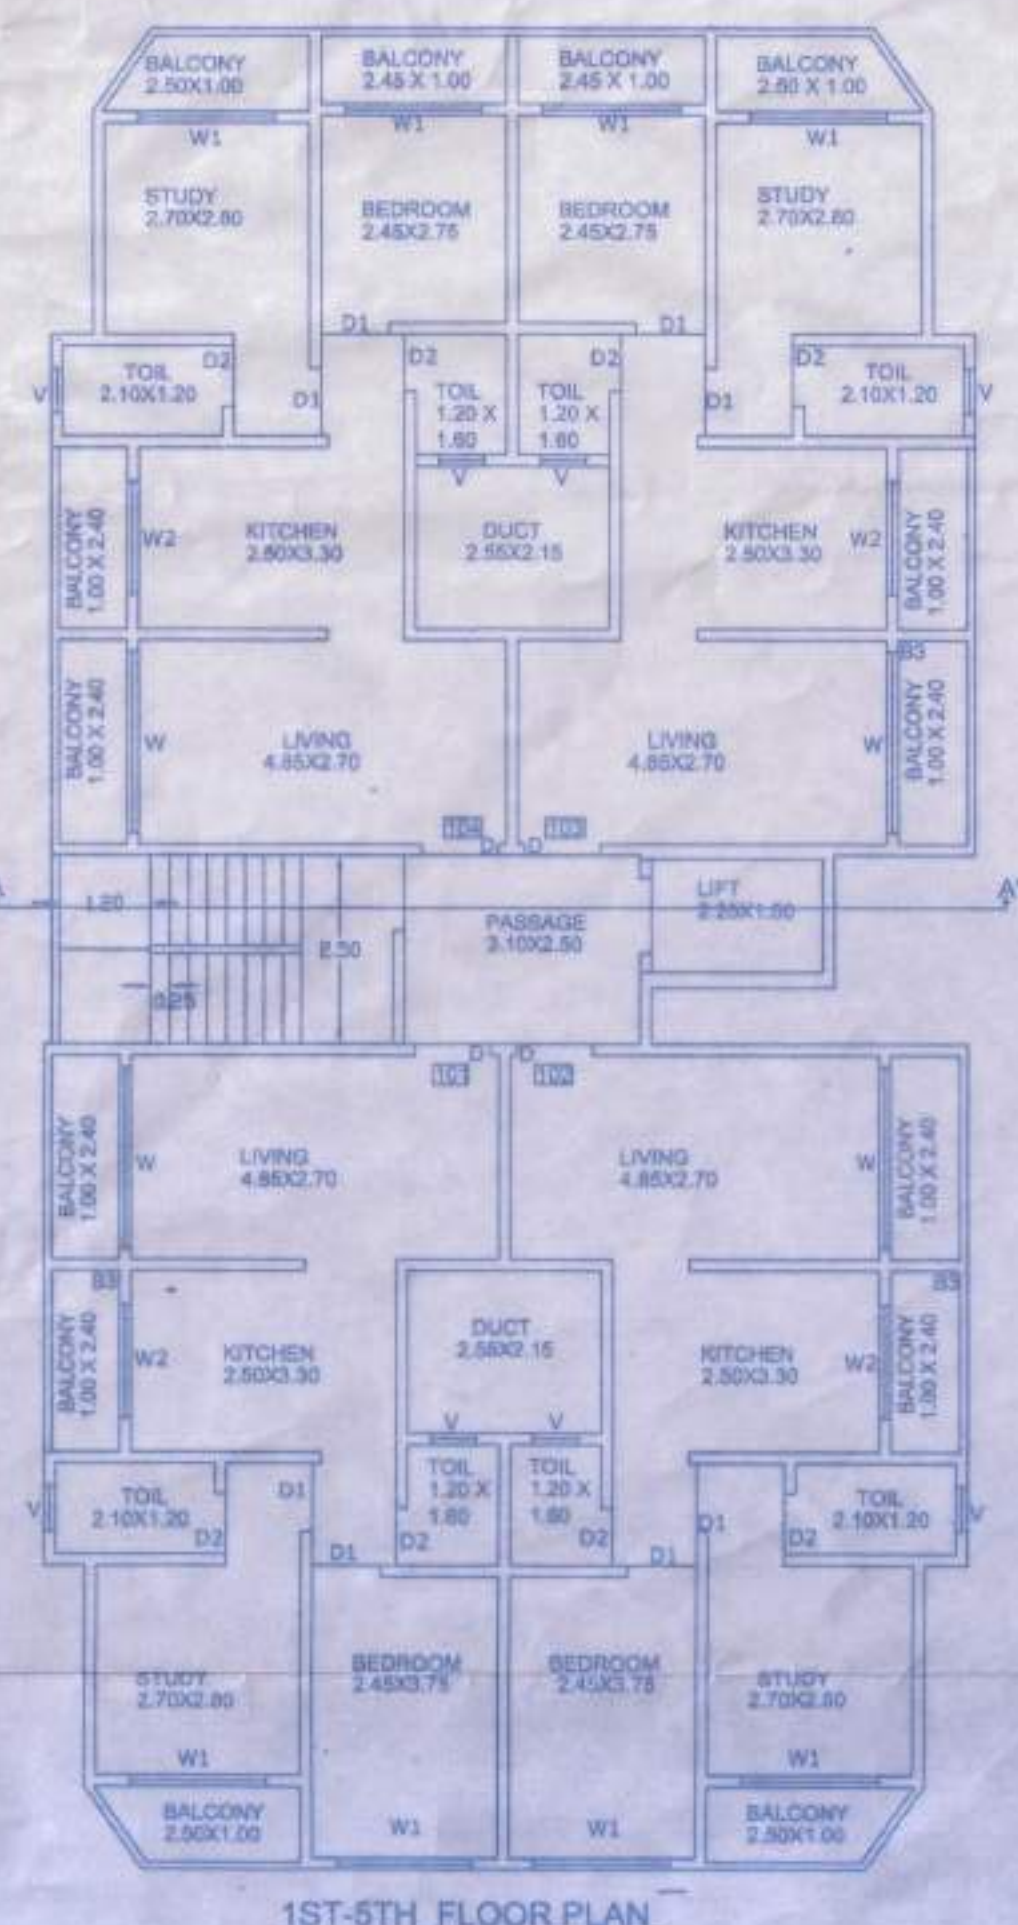 BALCONY
2.50X1.00
BALCONY
2.45 X 1.00
BALCONY
2.45 X 1.00
BALCONY
2.50 X 1.00
W1
W1
W1
W1
STUDY
2.70X2.80
BEDROOM
2.45X2.75
BEDROOM
2.45X2.75
STUDY
2.70X2.80
D1
D1
V
TOIL
2.10X1.20
D2
D1
D2
TOIL
1.20 X
1.60
D2
TOIL
1.20 X
1.60
D1
D2
TOIL
2.10X1.20
V
V
V
BALCONY
1.00 X 2.40
W2
KITCHEN
2.50X3.30
DUCT
2.55X2.15
KITCHEN
2.50X3.30
W2
BALCONY
1.00 X 2.40
B3
BALCONY
1.00 X 2.40
W
LIVING
4.85X2.70
LIVING
4.85X2.70
W
BALCONY
1.00 X 2.40
104
103
D
D
A
A'
1.20
2.50
0.25
PASSAGE
3.10X2.50
LIFT
D
D
101
102
BALCONY
1.00 X 2.40
W
LIVING
4.85X2.70
LIVING
4.85X2.70
W
BALCONY
1.00 X 2.40
B3
B3
BALCONY
1.00 X 2.40
W2
KITCHEN
2.50X3.30
DUCT
2.55X2.15
KITCHEN
2.50X3.30
W2
BALCONY
1.00 X 2.40
V
V
V
TOIL
2.10X1.20
D2
D1
TOIL
1.20 X
1.60
D2
TOIL
1.20 X
1.60
D2
D1
D2
TOIL
2.10X1.20
V
D1
D1
STUDY
2.70X2.80
BEDROOM
2.45X3.75
BEDROOM
2.45X3.75
STUDY
2.70X2.80
W1
W1
W1
W1
BALCONY
2.50X1.00
BALCONY
2.50X1.00
1ST-5TH FLOOR PLAN